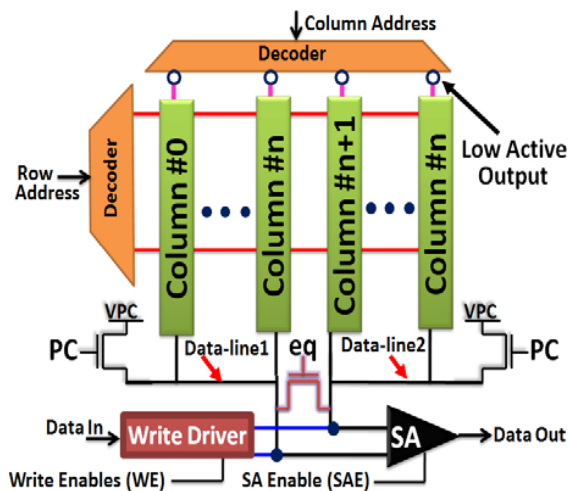 Column Address
Decoder
Low Active
Output
Row
Address
Decoder
Column #0
Column #n
Column #n+1
Column #n
VPC
PC
Data-line1
eq
Data-line2
VPC
PC
Data In
Write Driver
SA
Data Out
Write Enables (WE)
SA Enable (SAE)